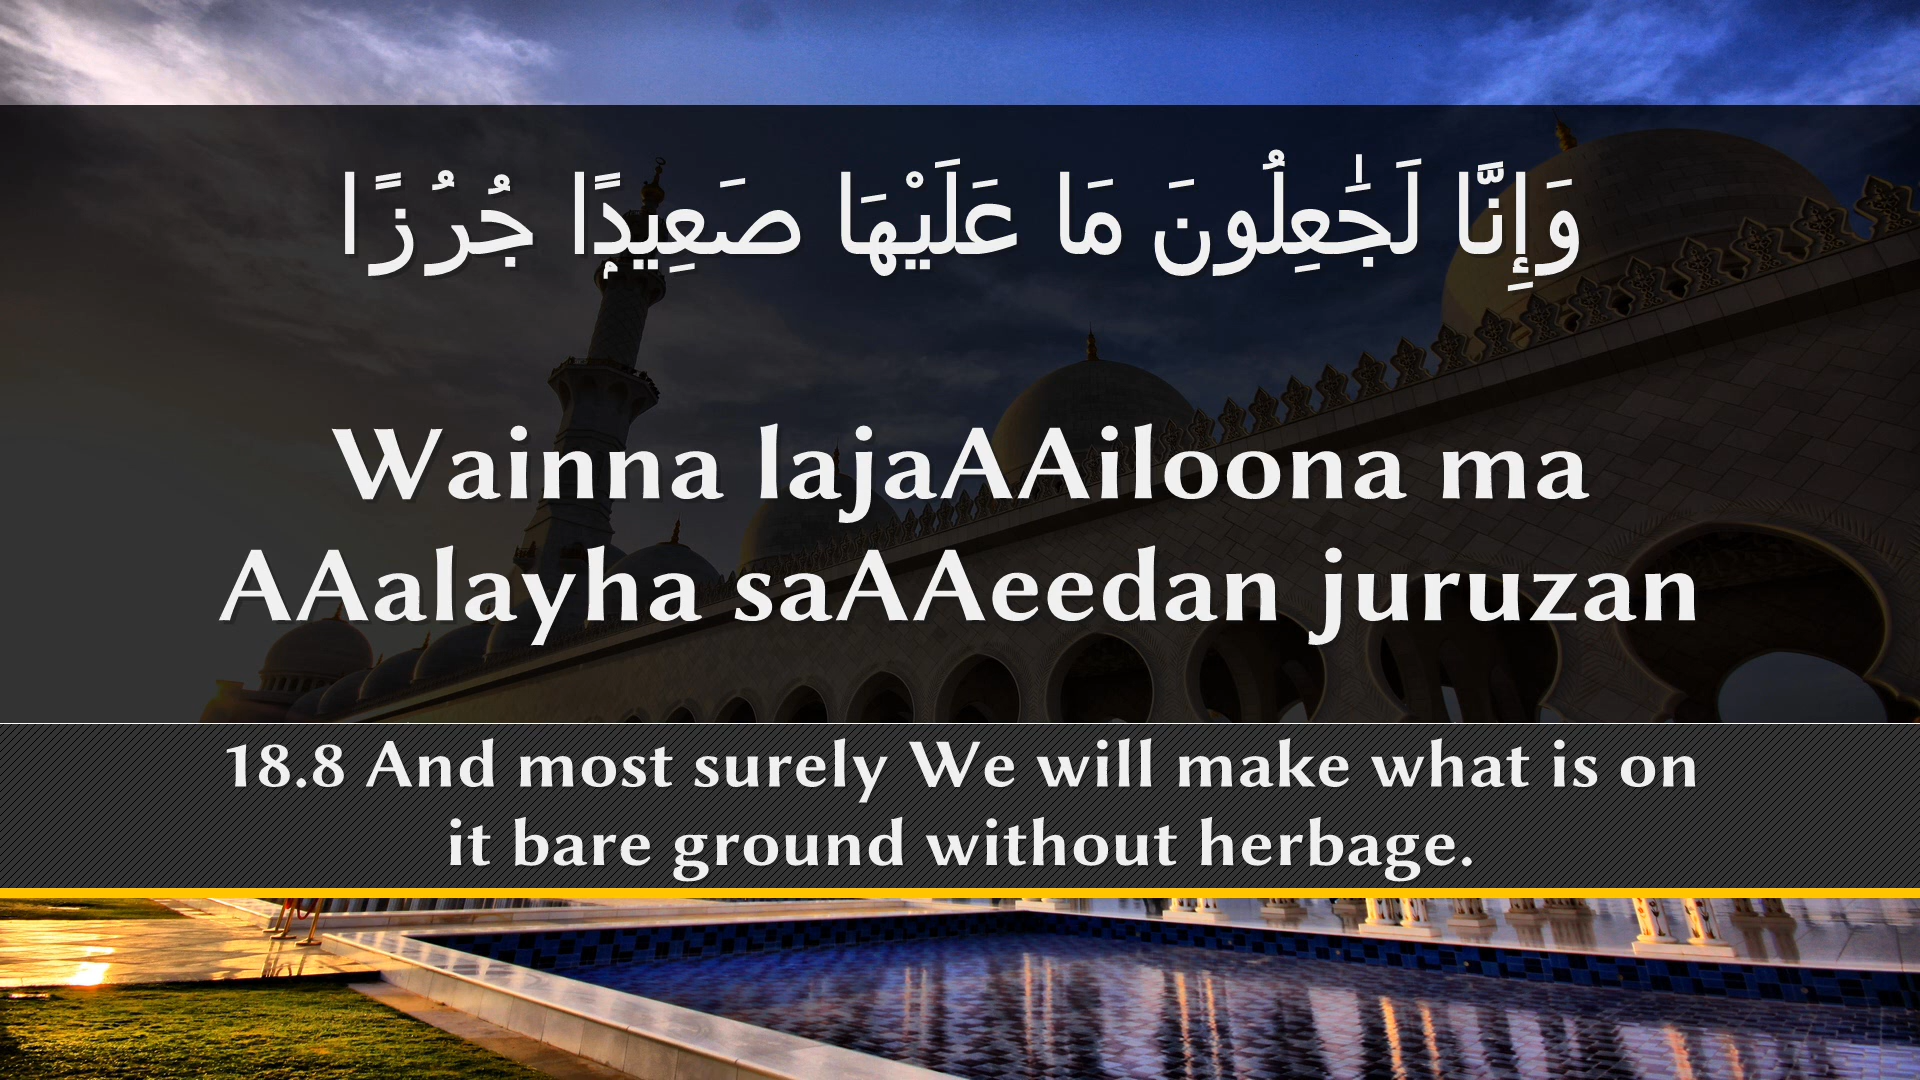 وَإِنَّا لَجَٰعِلُونَ مَا عَلَيْهَا صَعِيدًۭا جُرُزًا
Wainna lajaAAiloona ma
AAalayha saAAeedan juruzan
18.8 And most surely We will make what is on
it bare ground without herbage.